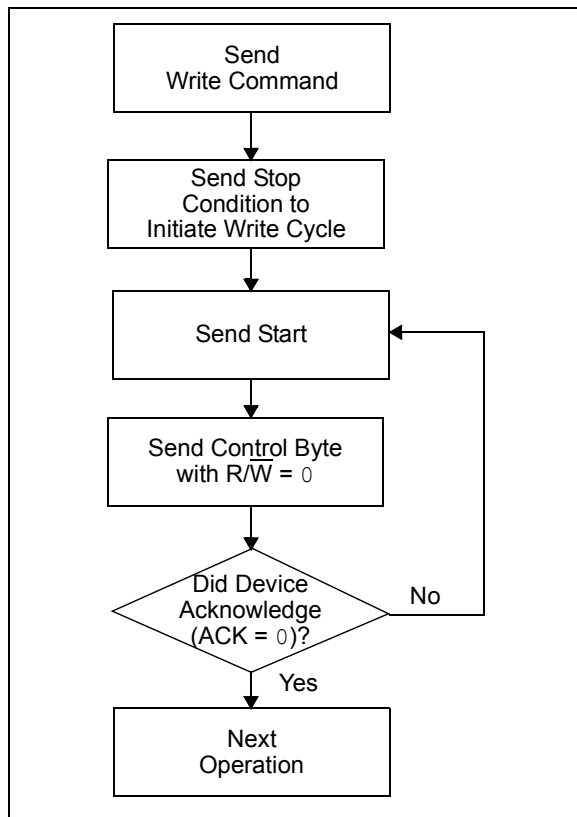 Send
Write Command
Send Stop
Condition to
Initiate Write Cycle
Send Start
Send Control Byte
with R/W̅ = 0
Did Device
Acknowledge
(ACK = 0)?
No
Yes
Next
Operation